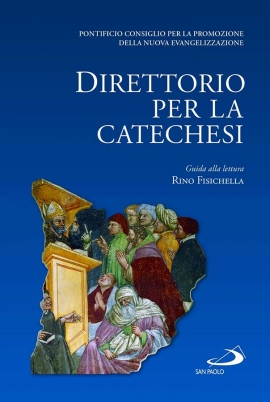 PONTIFICIO CONSIGLIO PER LA PROMOZIONE
DELLA NUOVA EVANGELIZZAZIONE
DIRETTORIO
PER LA
CATECHESI
Guida alla lettura
RINO FISICHELLA
SAN PAOLO